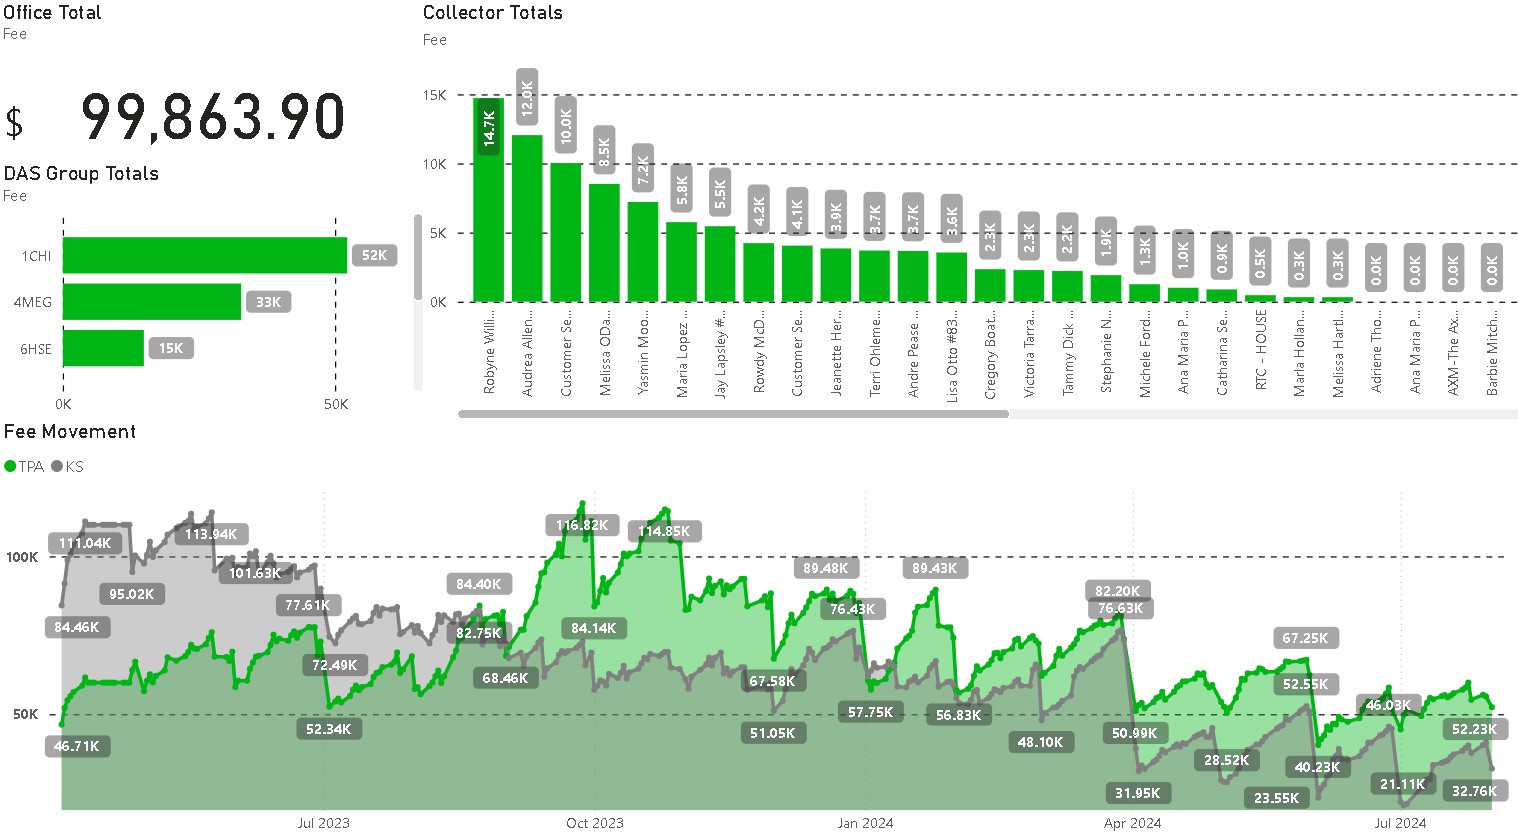 Office Total
Fee
$ 99,863.90
DAS Group Totals
Fee
1CHI 52K
4MEG 33K
6HSE 15K
0K 50K
Collector Totals
Fee
15K
10K
5K
0K
14.7K
12.0K
10.0K
8.5K
7.2K
5.8K
5.5K
4.2K
4.1K
3.9K
3.7K
3.7K
3.6K
2.3K
2.3K
2.2K
1.9K
1.3K
1.0K
0.9K
0.5K
0.3K
0.3K
0.0K
0.0K
0.0K
0.0K
Robyne Willi...
Audrea Allen...
Customer Se...
Melissa ODa...
Yasmin Moo...
Maria Lopez ...
Jay Lapsley #...
Rowdy McD...
Customer Se...
Jeanette Her...
Terri Ohleme...
Andre Pease ...
Lisa Otto #83...
Cregory Boat...
Victoria Tarra...
Tammy Dick ...
Stephanie N...
Michele Ford...
Ana Maria P...
Catharina Se...
RTC - HOUSE
Marla Hollan...
Melissa Hartl...
Adriene Tho...
Ana Maria P...
AXM-The Ax...
Barbie Mitch...
Fee Movement
TPA KS
100K
50K
111.04K
84.46K
46.71K
95.02K
113.94K
101.63K
77.61K
72.49K
52.34K
84.40K
82.75K
68.46K
116.82K
84.14K
114.85K
67.58K
51.05K
89.48K
76.43K
57.75K
89.43K
56.83K
48.10K
82.20K
76.63K
50.99K
31.95K
28.52K
67.25K
52.55K
23.55K
40.23K
46.03K
21.11K
52.23K
32.76K
Jul 2023 Oct 2023 Jan 2024 Apr 2024 Jul 2024